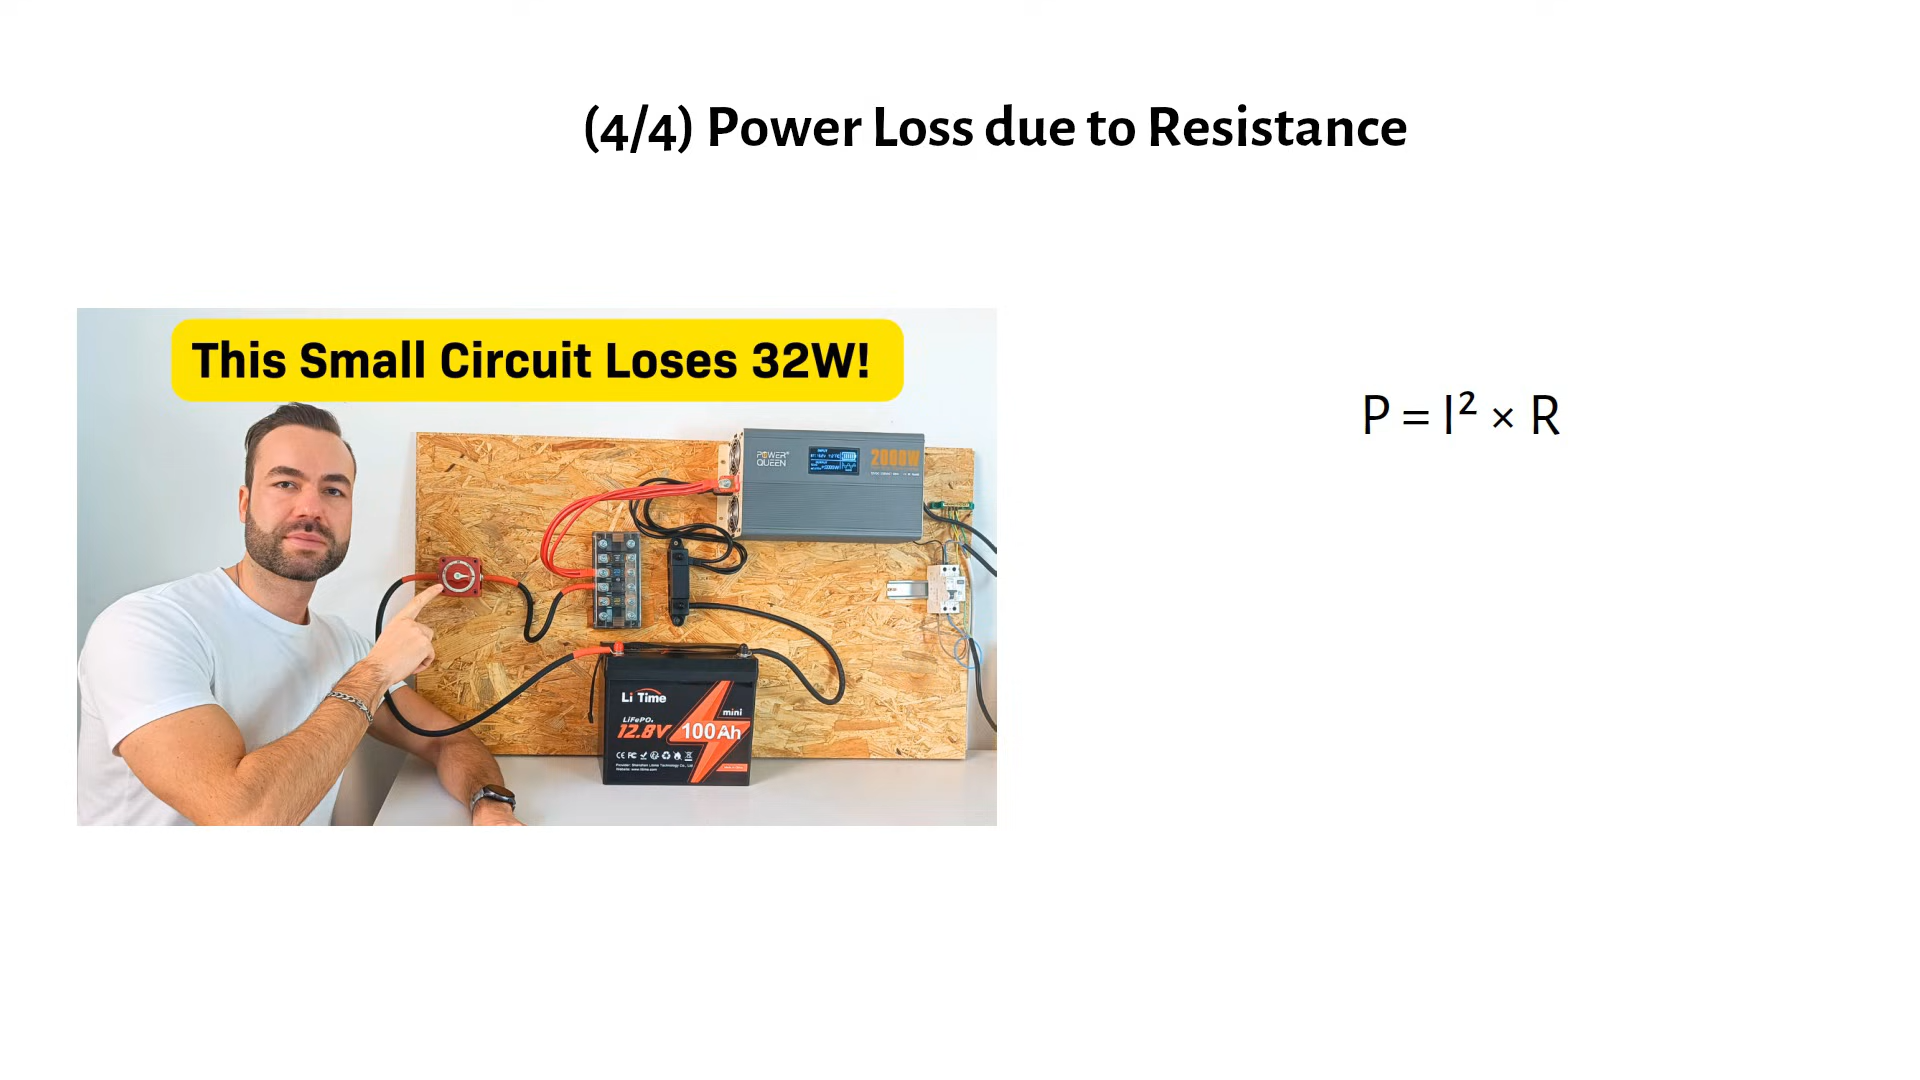 (4/4) Power Loss due to Resistance
This Small Circuit Loses 32W!
P = I² × R
POWER
QUEEN
2000W
Li Time
mini
LiFePO₄
12.8V 100Ah